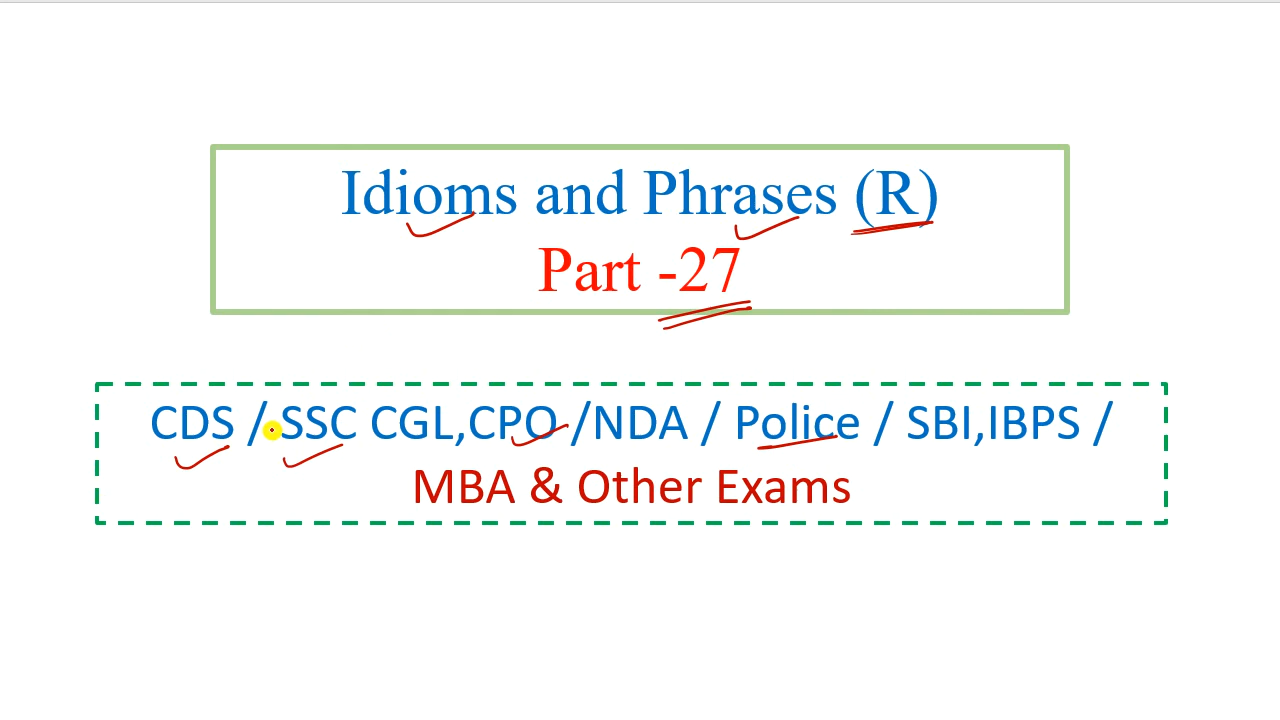 Idioms and Phrases (R)
Part -27
CDS / SSC CGL,CPO /NDA / Police / SBI,IBPS /
MBA & Other Exams